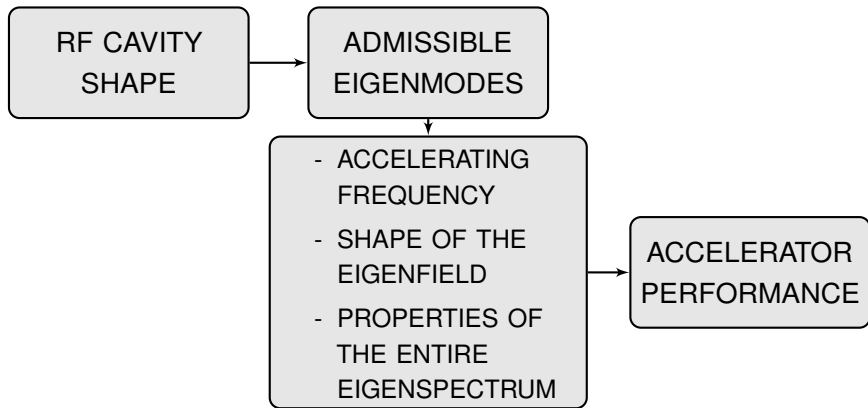 RF CAVITY
SHAPE
ADMISSIBLE
EIGENMODES
- ACCELERATING
FREQUENCY
- SHAPE OF THE
EIGENFIELD
- PROPERTIES OF
THE ENTIRE
EIGENSPECTRUM
ACCELERATOR
PERFORMANCE